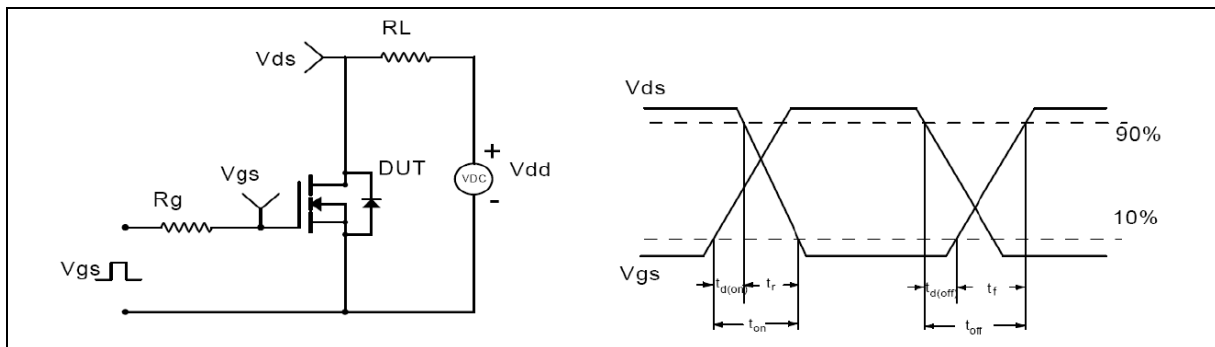 RL
Vds
Vgs
DUT
Rg
VDC
+
-
Vdd
Vgs
Vds
90%
10%
Vgs
td(on)
tr
td(off)
tf
ton
toff